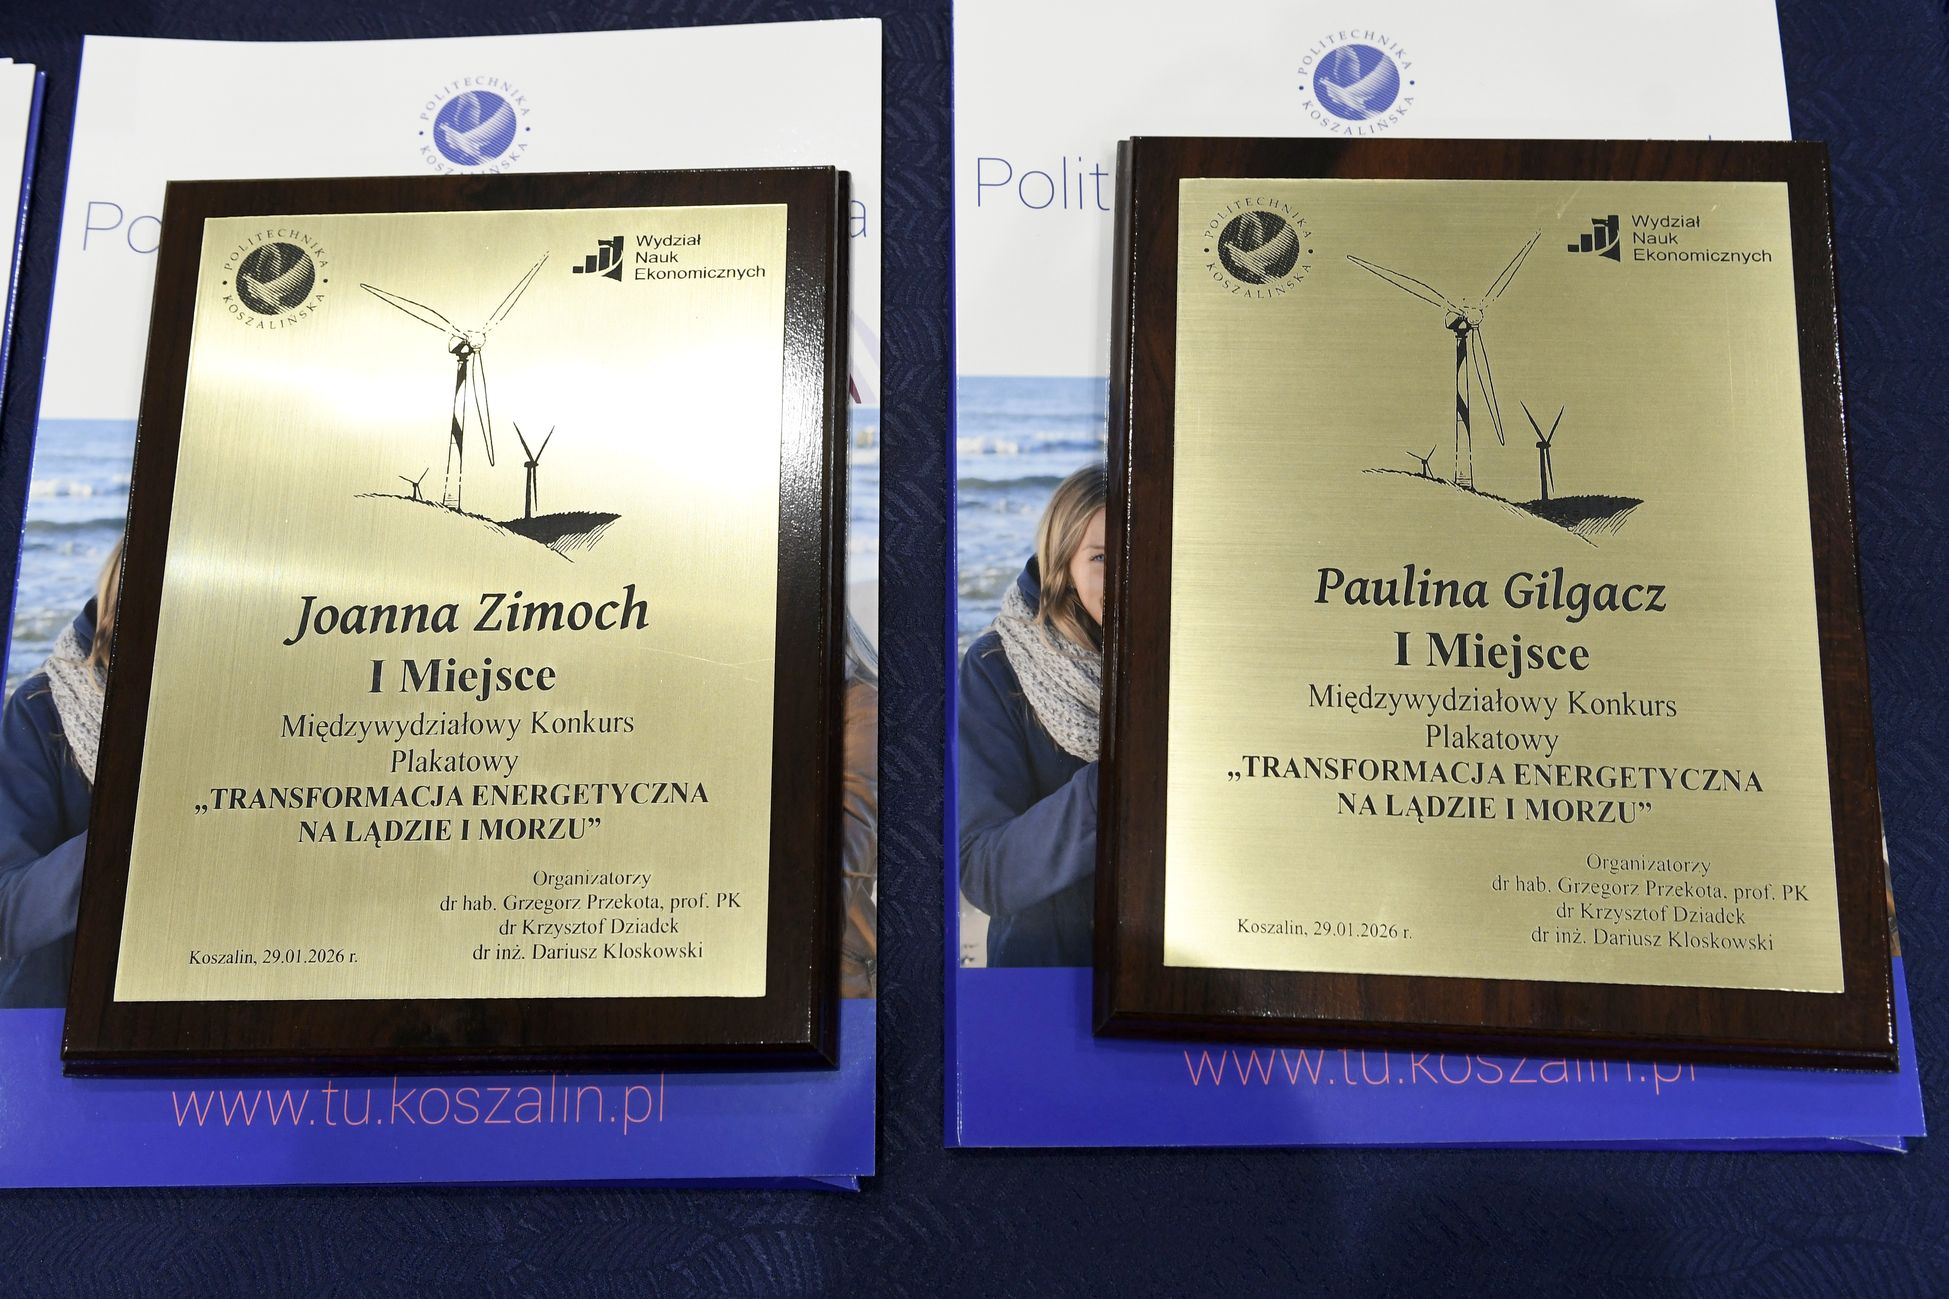 POLITECHNIKA
KOSZALIŃSKA
POLITECHNIKA
KOSZALIŃSKA
Wydział
Nauk
Ekonomicznych
Joanna Zimoch
I Miejsce
Międzywydziałowy Konkurs
Plakatowy
„TRANSFORMACJA ENERGETYCZNA
NA LĄDZIE I MORZU”
Organizatorzy
dr hab. Grzegorz Przekota, prof. PK
dr Krzysztof Dziadek
dr inż. Dariusz Kloskowski
Koszalin, 29.01.2026 r.
www.tu.koszalin.pl
POLITECHNIKA
KOSZALIŃSKA
Polit
POLITECHNIKA
KOSZALIŃSKA
Wydział
Nauk
Ekonomicznych
Paulina Gilgacz
I Miejsce
Międzywydziałowy Konkurs
Plakatowy
„TRANSFORMACJA ENERGETYCZNA
NA LĄDZIE I MORZU”
Organizatorzy
dr hab. Grzegorz Przekota, prof. PK
dr Krzysztof Dziadek
dr inż. Dariusz Kloskowski
Koszalin, 29.01.2026 r.
www.tu.koszalin.pl